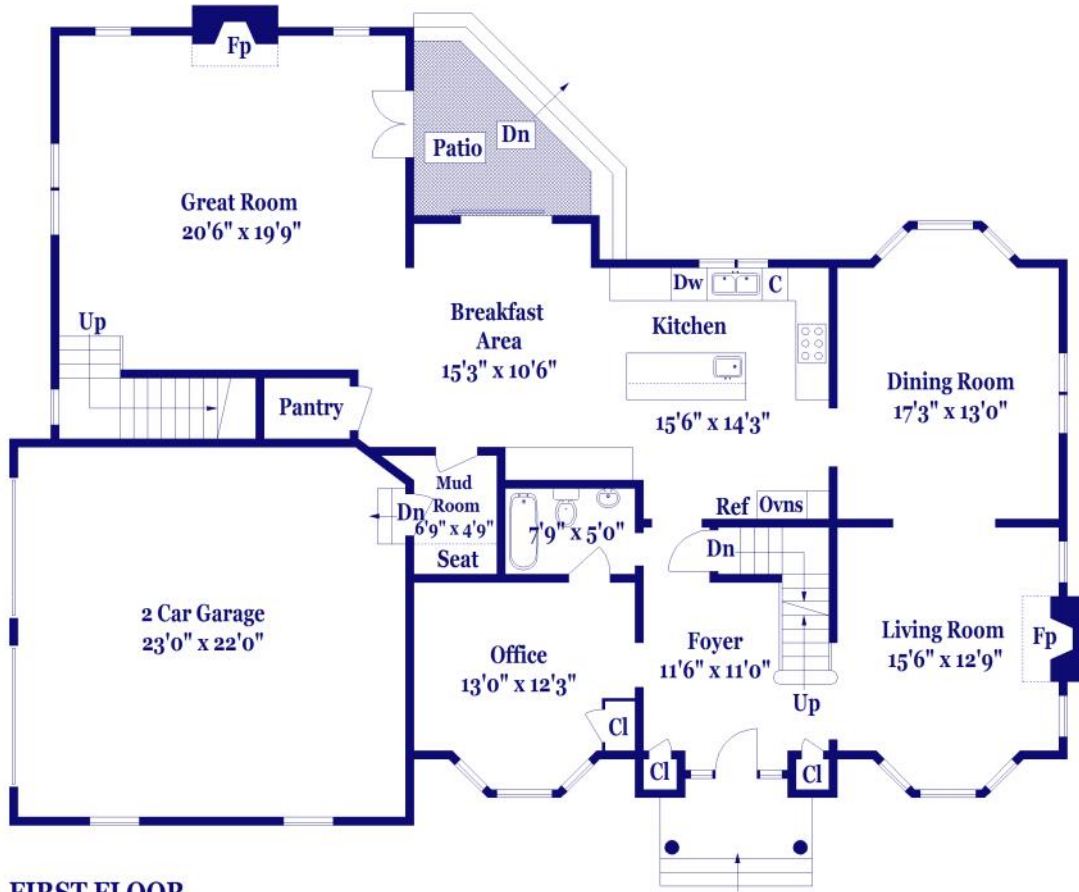 Fp
Patio
Dn
Great Room
20'6" x 19'9"
Up
Breakfast
Area
15'3" x 10'6"
Dw
C
Kitchen
15'6" x 14'3"
Dining Room
17'3" x 13'0"
Pantry
Mud
Room
6'9" x 4'9"
Dn
Seat
7'9" x 5'0"
Ref
Ovns
Dn
2 Car Garage
23'0" x 22'0"
Office
13'0" x 12'3"
Foyer
11'6" x 11'0"
Living Room
15'6" x 12'9"
Fp
Up
Cl
Cl
Cl
FIRST FLOOR